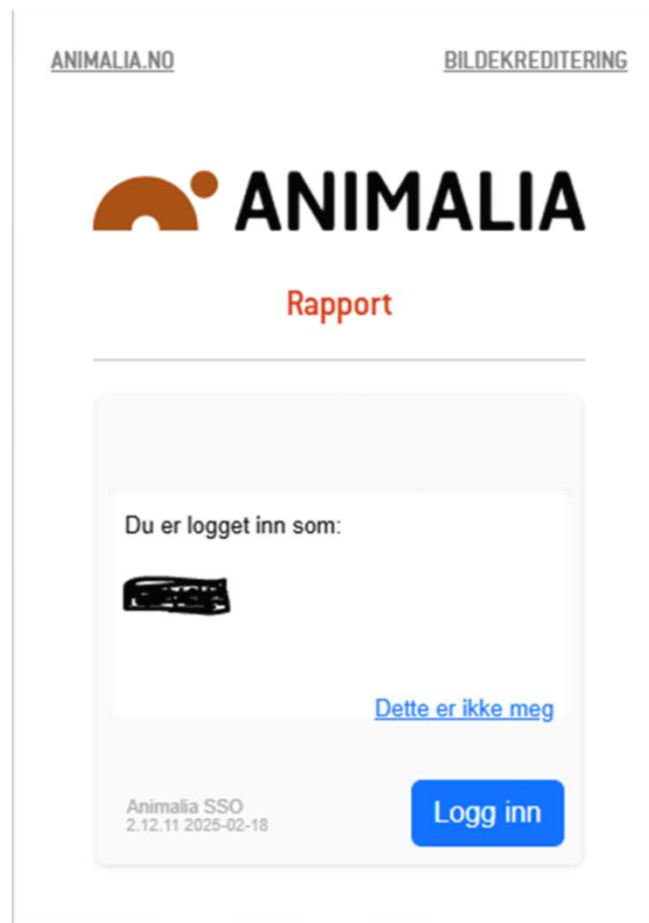 ANIMALIA.NO BILDEKREDITERING
ANIMALIA
Rapport
Du er logget inn som:
Dette er ikke meg
Animalia SSO
2.12.11 2025-02-18
Logg inn